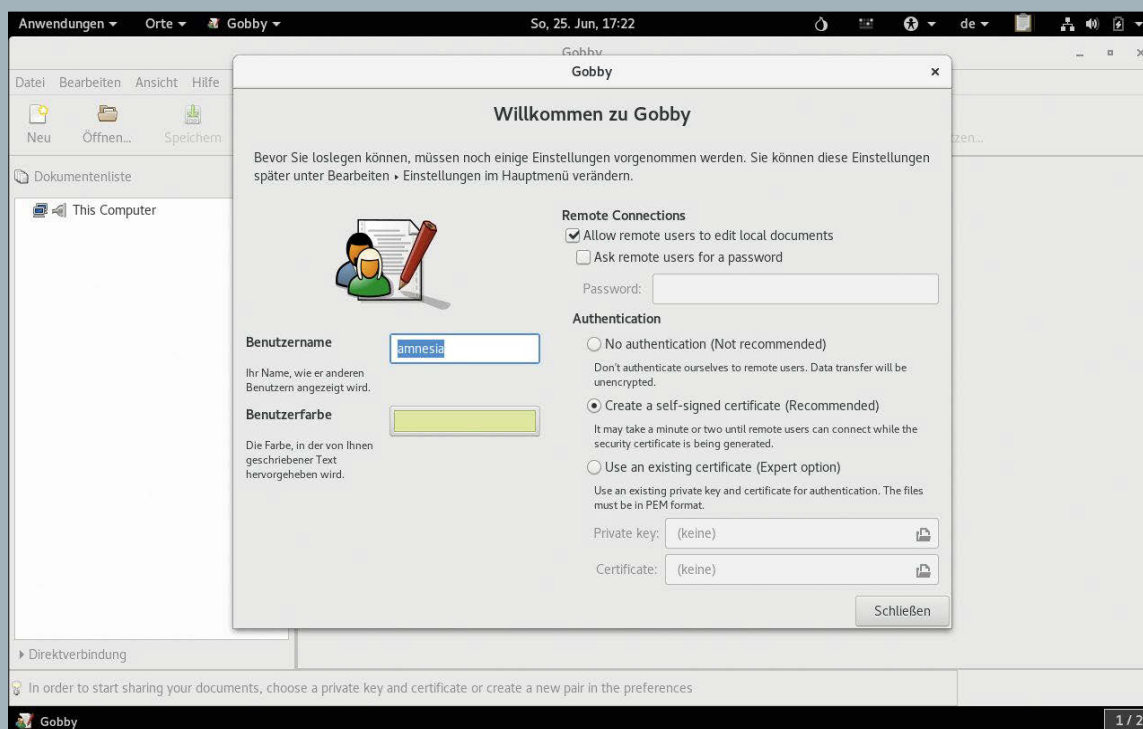 Anwendungen Orte Gobby So, 25. Jun, 17:22 de
Gobby
Datei Bearbeiten Ansicht Hilfe
Neu Öffnen... Speichern
Dokumentenliste
This Computer
Gobby
Willkommen zu Gobby
Bevor Sie loslegen können, müssen noch einige Einstellungen vorgenommen werden. Sie können diese Einstellungen
später unter Bearbeiten ▸ Einstellungen im Hauptmenü verändern.
Benutzername
amnesia
Ihr Name, wie er anderen
Benutzern angezeigt wird.
Benutzerfarbe
Die Farbe, in der von Ihnen
geschriebener Text
hervorgeheben wird.
Remote Connections
Allow remote users to edit local documents
Ask remote users for a password
Password:
Authentication
No authentication (Not recommended)
Don't authenticate ourselves to remote users. Data transfer will be
unencrypted.
Create a self-signed certificate (Recommended)
It may take a minute or two until remote users can connect while the
security certificate is being generated.
Use an existing certificate (Expert option)
Use an existing private key and certificate for authentication. The files
must be in PEM format.
Private key: (keine)
Certificate: (keine)
Schließen
Direktverbindung
In order to start sharing your documents, choose a private key and certificate or create a new pair in the preferences
Gobby 1 / 2